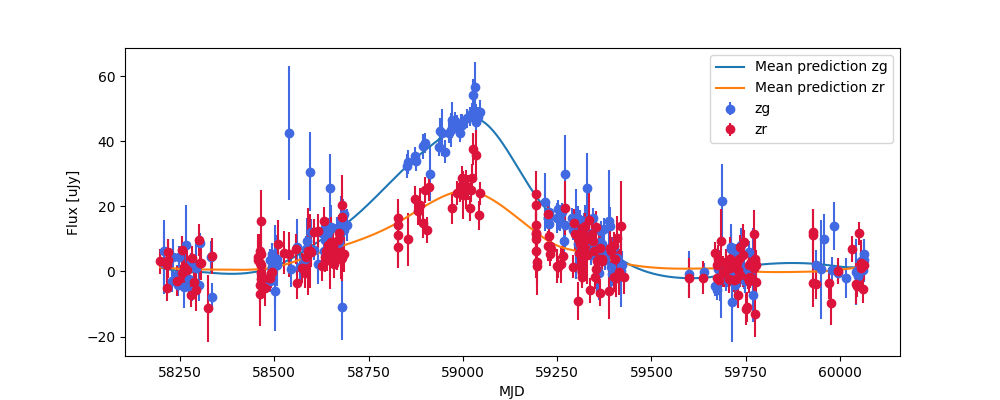 Mean prediction zg
Mean prediction zr
zg
zr
60
40
20
0
−20
Flux [uJy]
58250 58500 58750 59000 59250 59500 59750 60000
MJD